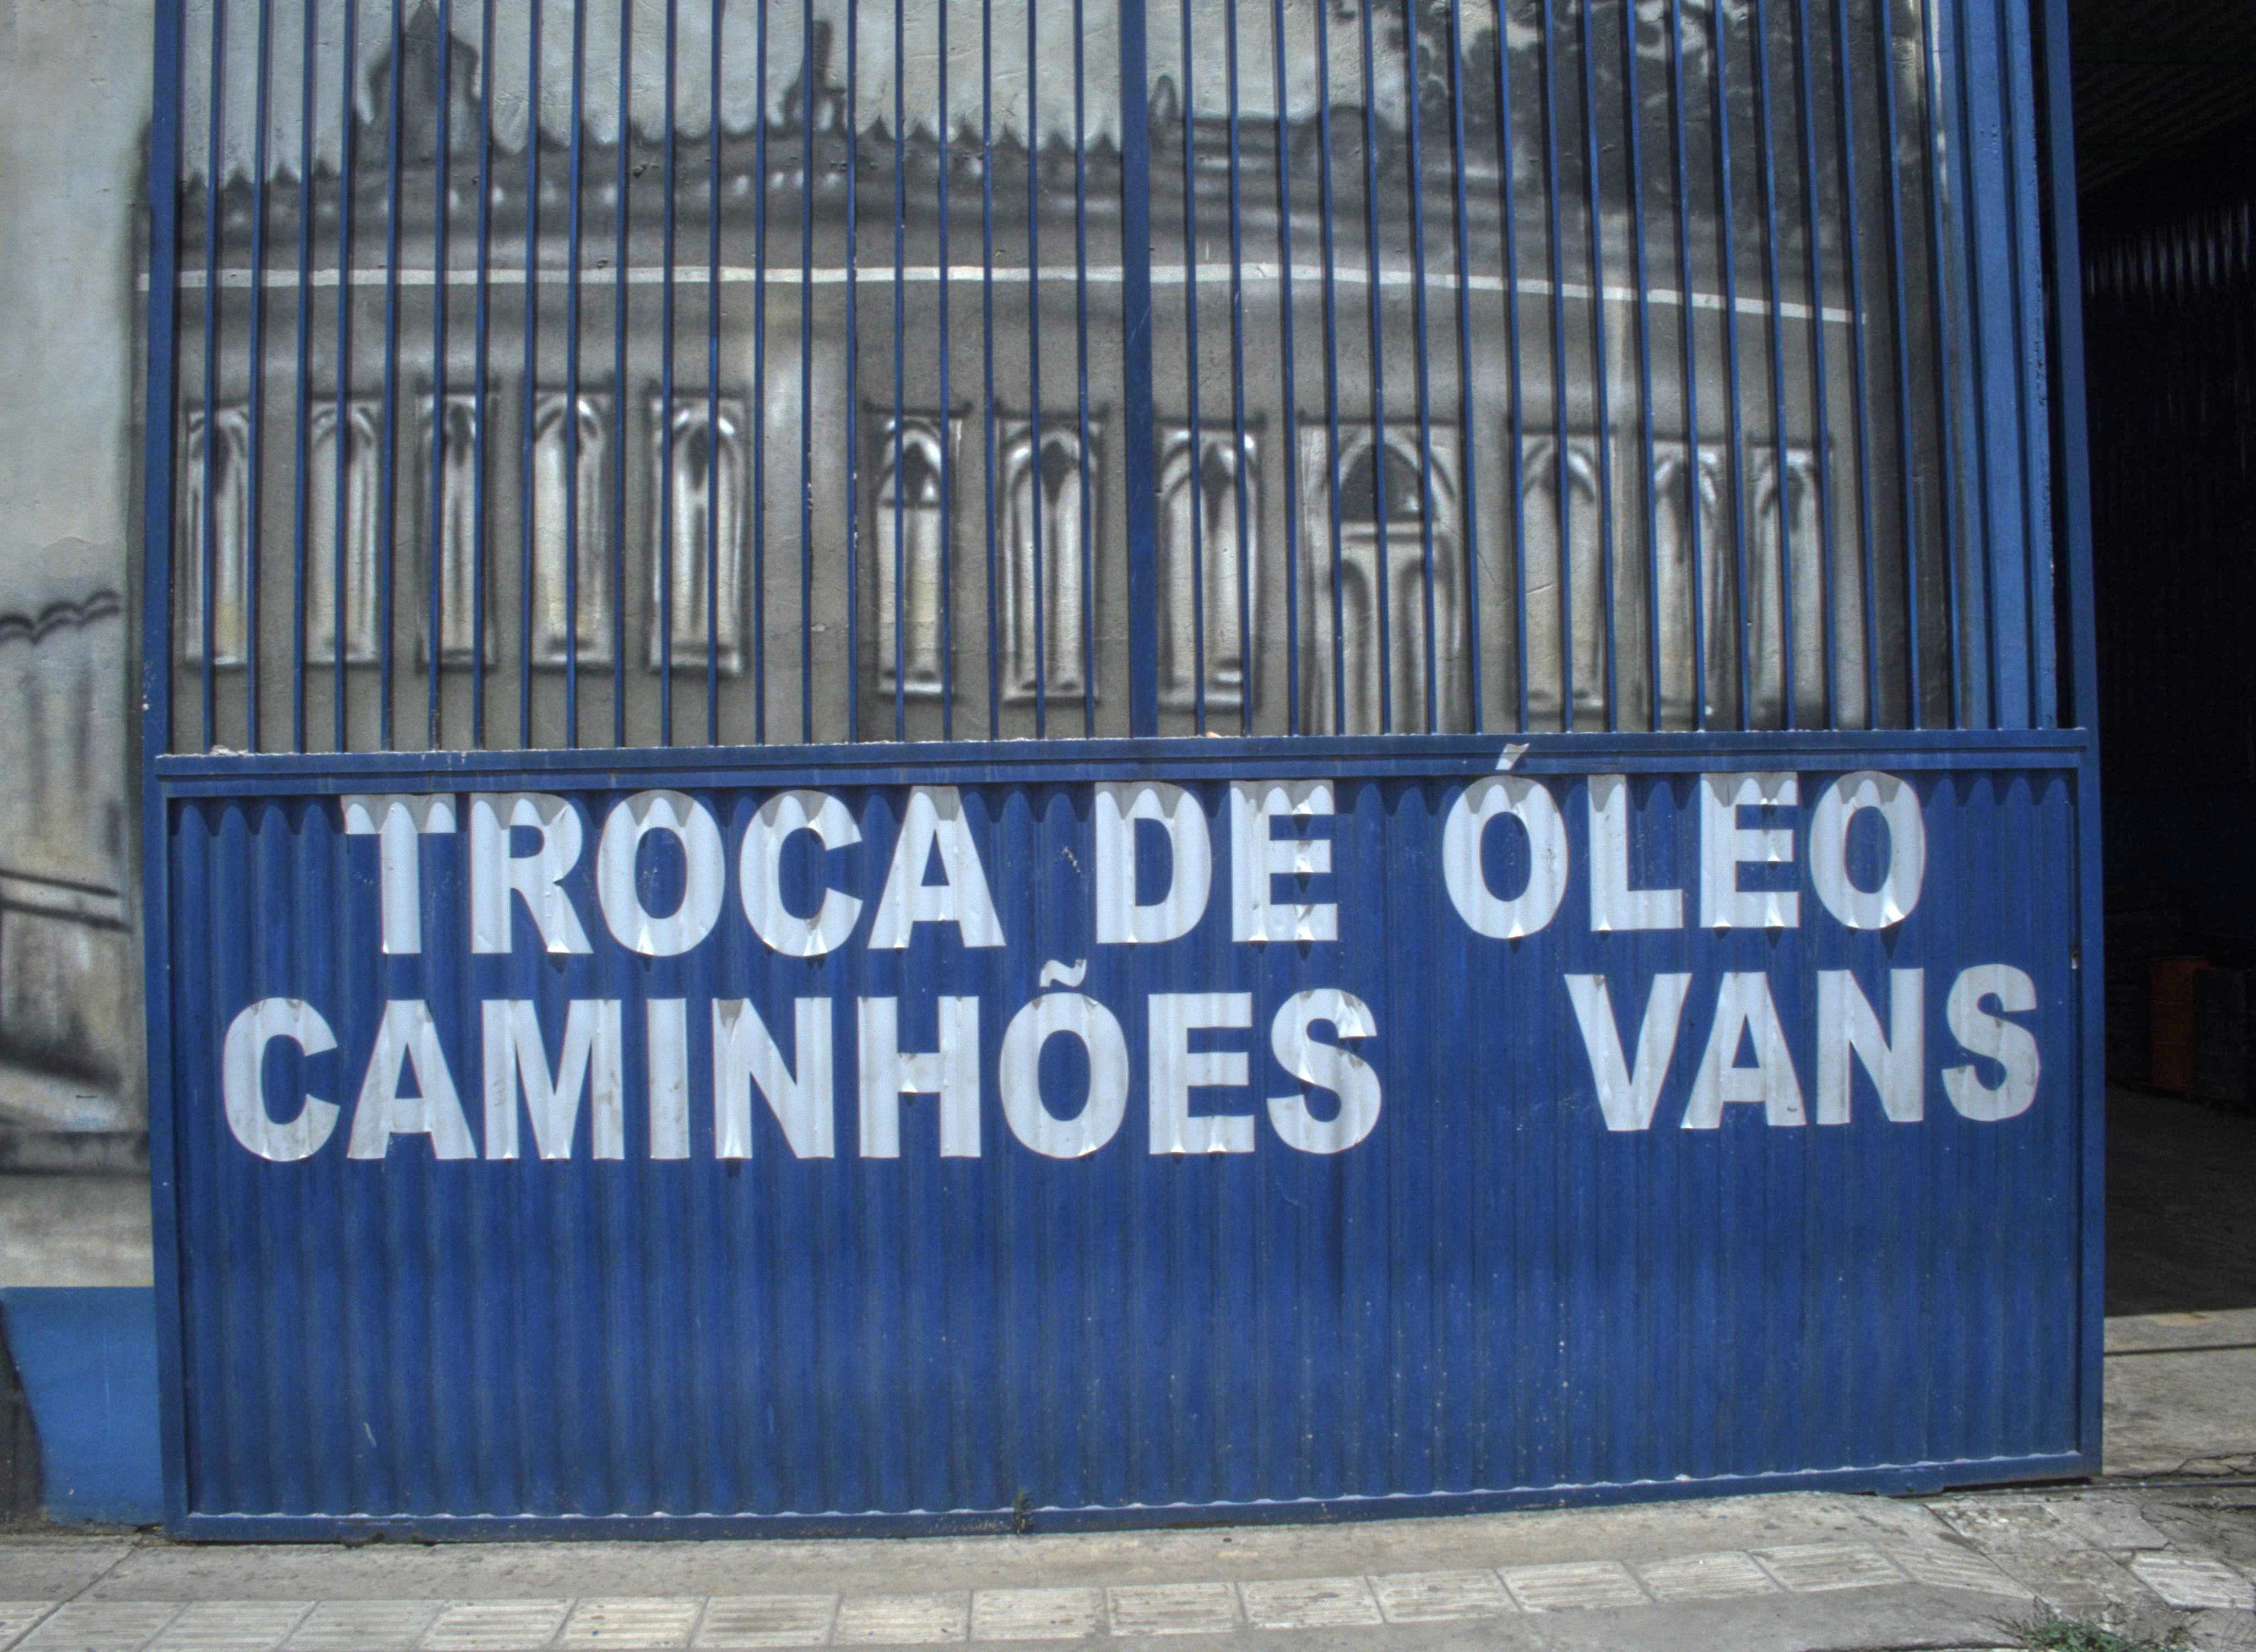 TROCA DE ÓLEO
CAMINHÕES VANS